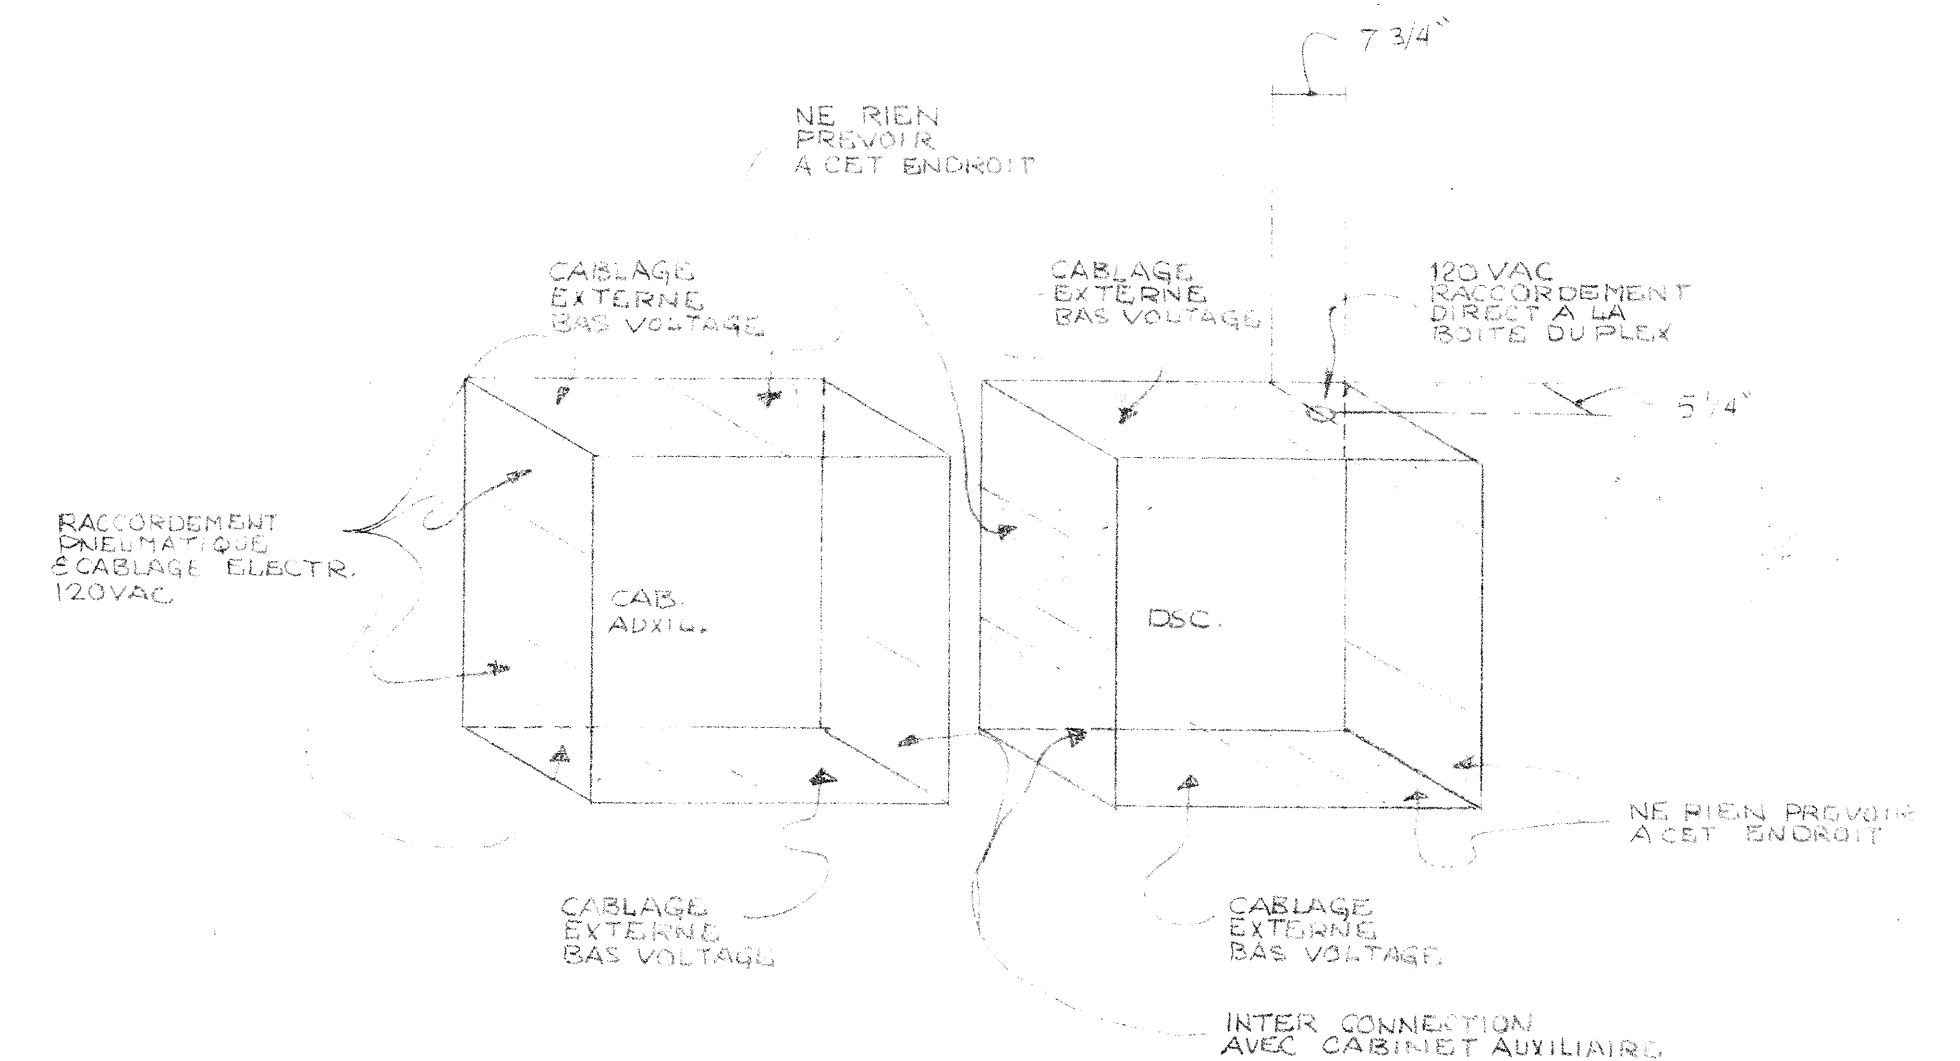 7 3/4"
NE RIEN
PREVOIR
A CET ENDROIT
CABLAGE
EXTERNE
BAS VOLTAGE
CABLAGE
EXTERNE
BAS VOLTAGE
120 VAC
RACCORDEMENT
DIRECT A LA
BOITE DUPLEX
5 1/4"
RACCORDEMENT
PNEUMATIQUE
& CABLAGE ELECTR.
120VAC
CAB.
AUXIL.
DSC.
NE RIEN PREVOIR
A CET ENDROIT
CABLAGE
EXTERNE
BAS VOLTAGE
CABLAGE
EXTERNE
BAS VOLTAGE
INTER CONNECTION
AVEC CABINET AUXILIAIRE